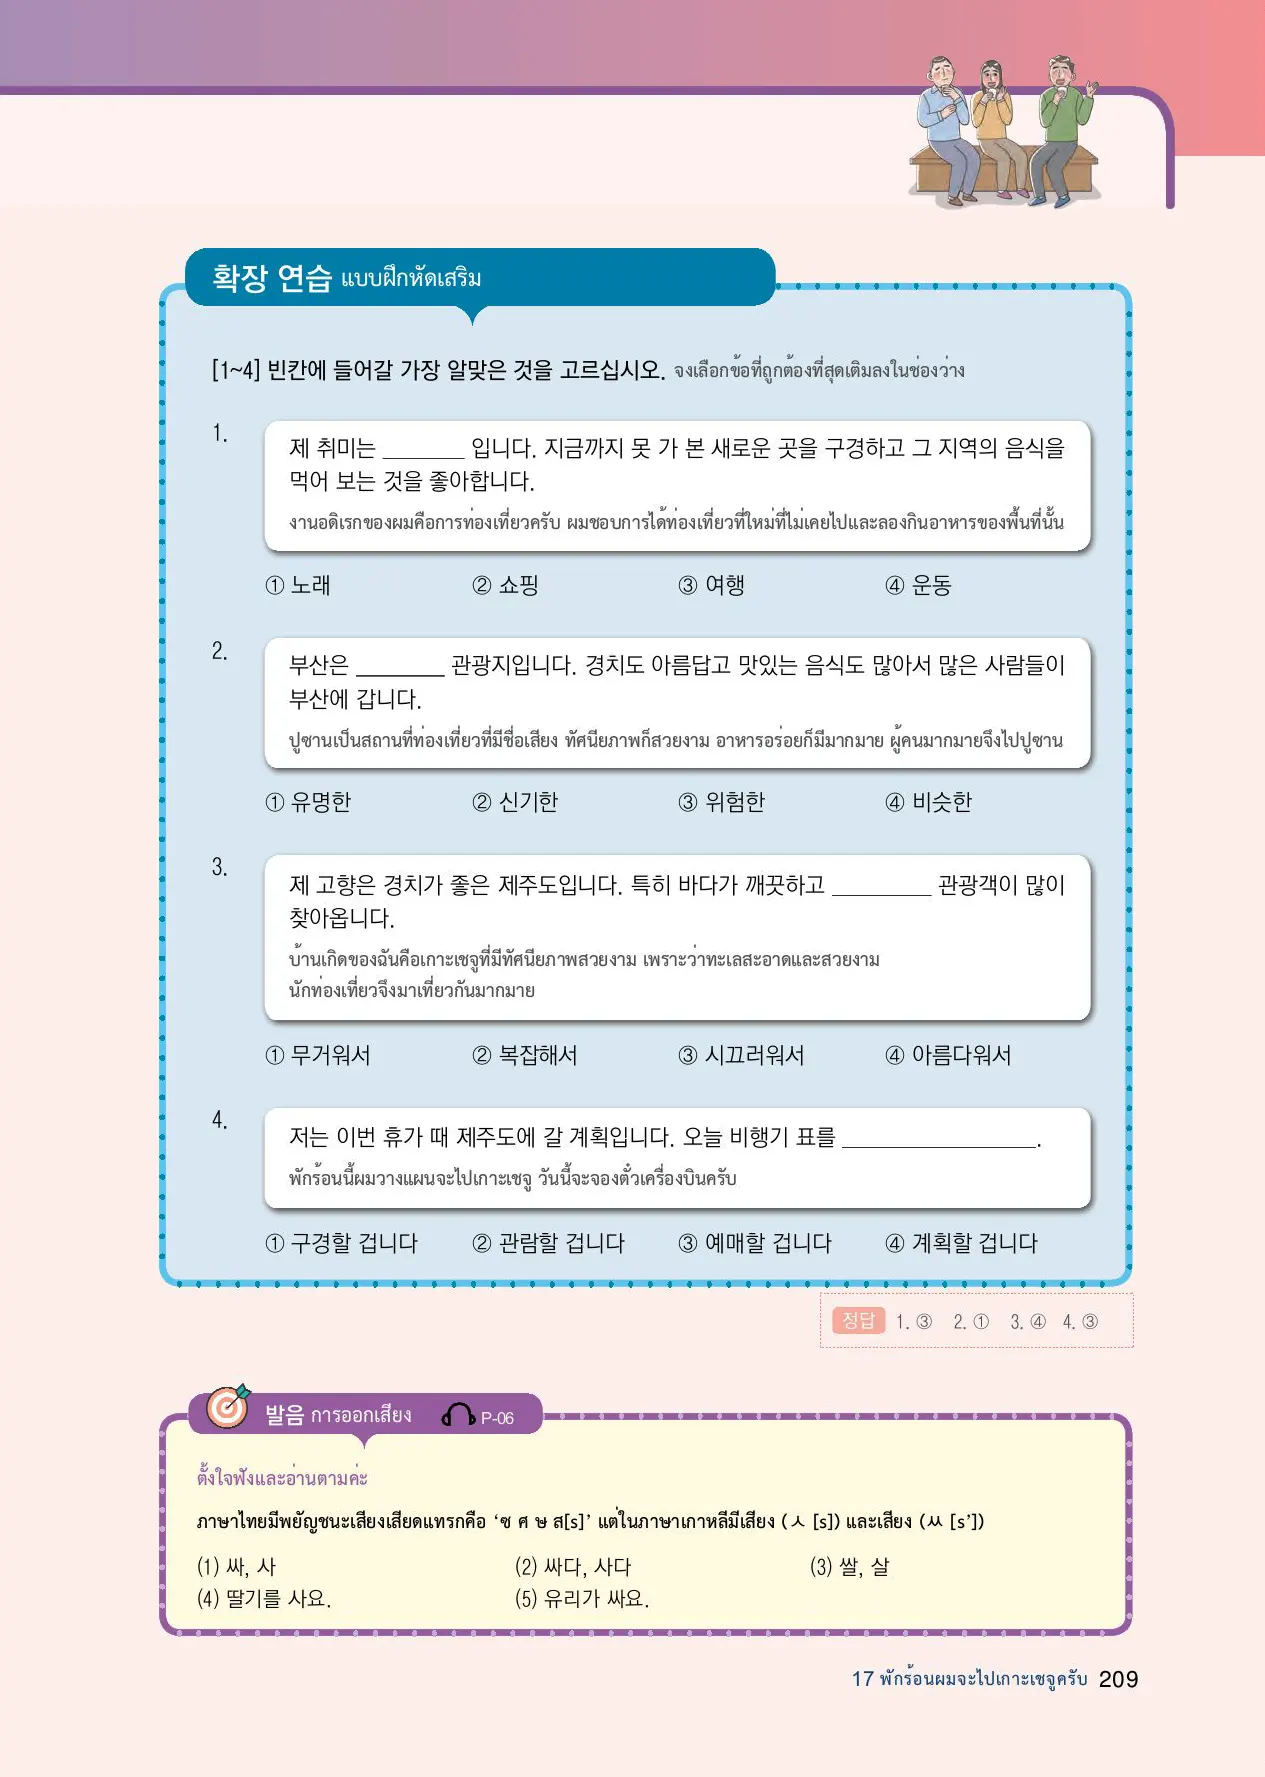 확장 연습 แบบฝึกหัดเสริม
[1~4] 빈칸에 들어갈 가장 알맞은 것을 고르십시오. จงเลือกข้อที่ถูกต้องที่สุดเติมลงในช่องว่าง
1.
제 취미는 ________ 입니다. 지금까지 못 가 본 새로운 곳을 구경하고 그 지역의 음식을
먹어 보는 것을 좋아합니다.
งานอดิเรกของผมคือการท่องเที่ยวครับ ผมชอบการได้ท่องเที่ยวที่ใหม่ที่ไม่เคยไปและลองกินอาหารของพื้นที่นั้น
① 노래 ② 쇼핑 ③ 여행 ④ 운동
2.
부산은 ________ 관광지입니다. 경치도 아름답고 맛있는 음식도 많아서 많은 사람들이
부산에 갑니다.
ปูซานเป็นสถานที่ท่องเที่ยวที่มีชื่อเสียง ทัศนียภาพก็สวยงาม อาหารอร่อยก็มีมากมาย ผู้คนมากมายจึงไปปูซาน
① 유명한 ② 신기한 ③ 위험한 ④ 비슷한
3.
제 고향은 경치가 좋은 제주도입니다. 특히 바다가 깨끗하고 _________ 관광객이 많이
찾아옵니다.
บ้านเกิดของฉันคือเกาะเชจูที่มีทัศนียภาพสวยงาม เพราะว่าทะเลสะอาดและสวยงาม
นักท่องเที่ยวจึงมาเที่ยวกันมากมาย
① 무거워서 ② 복잡해서 ③ 시끄러워서 ④ 아름다워서
4.
저는 이번 휴가 때 제주도에 갈 계획입니다. 오늘 비행기 표를 __________________.
พักร้อนนี้ผมวางแผนจะไปเกาะเชจู วันนี้จะจองตั๋วเครื่องบินครับ
① 구경할 겁니다 ② 관람할 겁니다 ③ 예매할 겁니다 ④ 계획할 겁니다
정답 1. ③ 2. ① 3. ④ 4. ③
발음 การออกเสียง P-06
ตั้งใจฟังและอ่านตามค่ะ
ภาษาไทยมีพยัญชนะเสียงเสียดแทรกคือ ‘ซ ศ ษ ส[s]’ แต่ในภาษาเกาหลีมีเสียง (ㅅ [s]) และเสียง (ㅆ [s’])
(1) 싸, 사 (2) 싸다, 사다 (3) 쌀, 살
(4) 딸기를 사요. (5) 유리가 싸요.
17 พักร้อนผมจะไปเกาะเชจูครับ 209